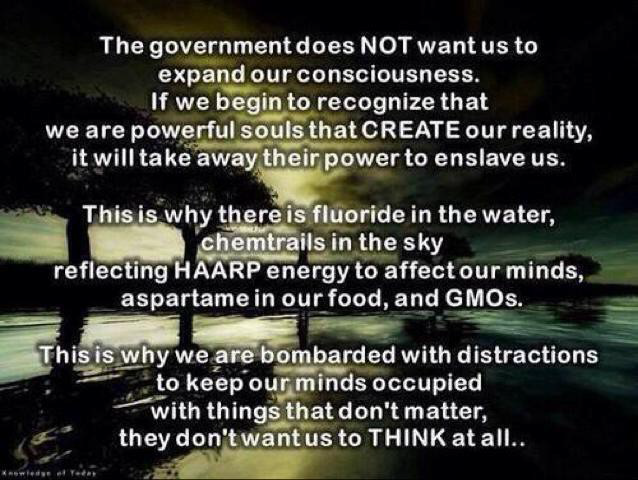 The government does NOT want us to
expand our consciousness.
If we begin to recognize that
we are powerful souls that CREATE our reality,
it will take away their power to enslave us.
This is why there is fluoride in the water,
chemtrails in the sky
reflecting HAARP energy to affect our minds,
aspartame in our food, and GMOs.
This is why we are bombarded with distractions
to keep our minds occupied
with things that don't matter,
they don't want us to THINK at all..
Knowledge of Today